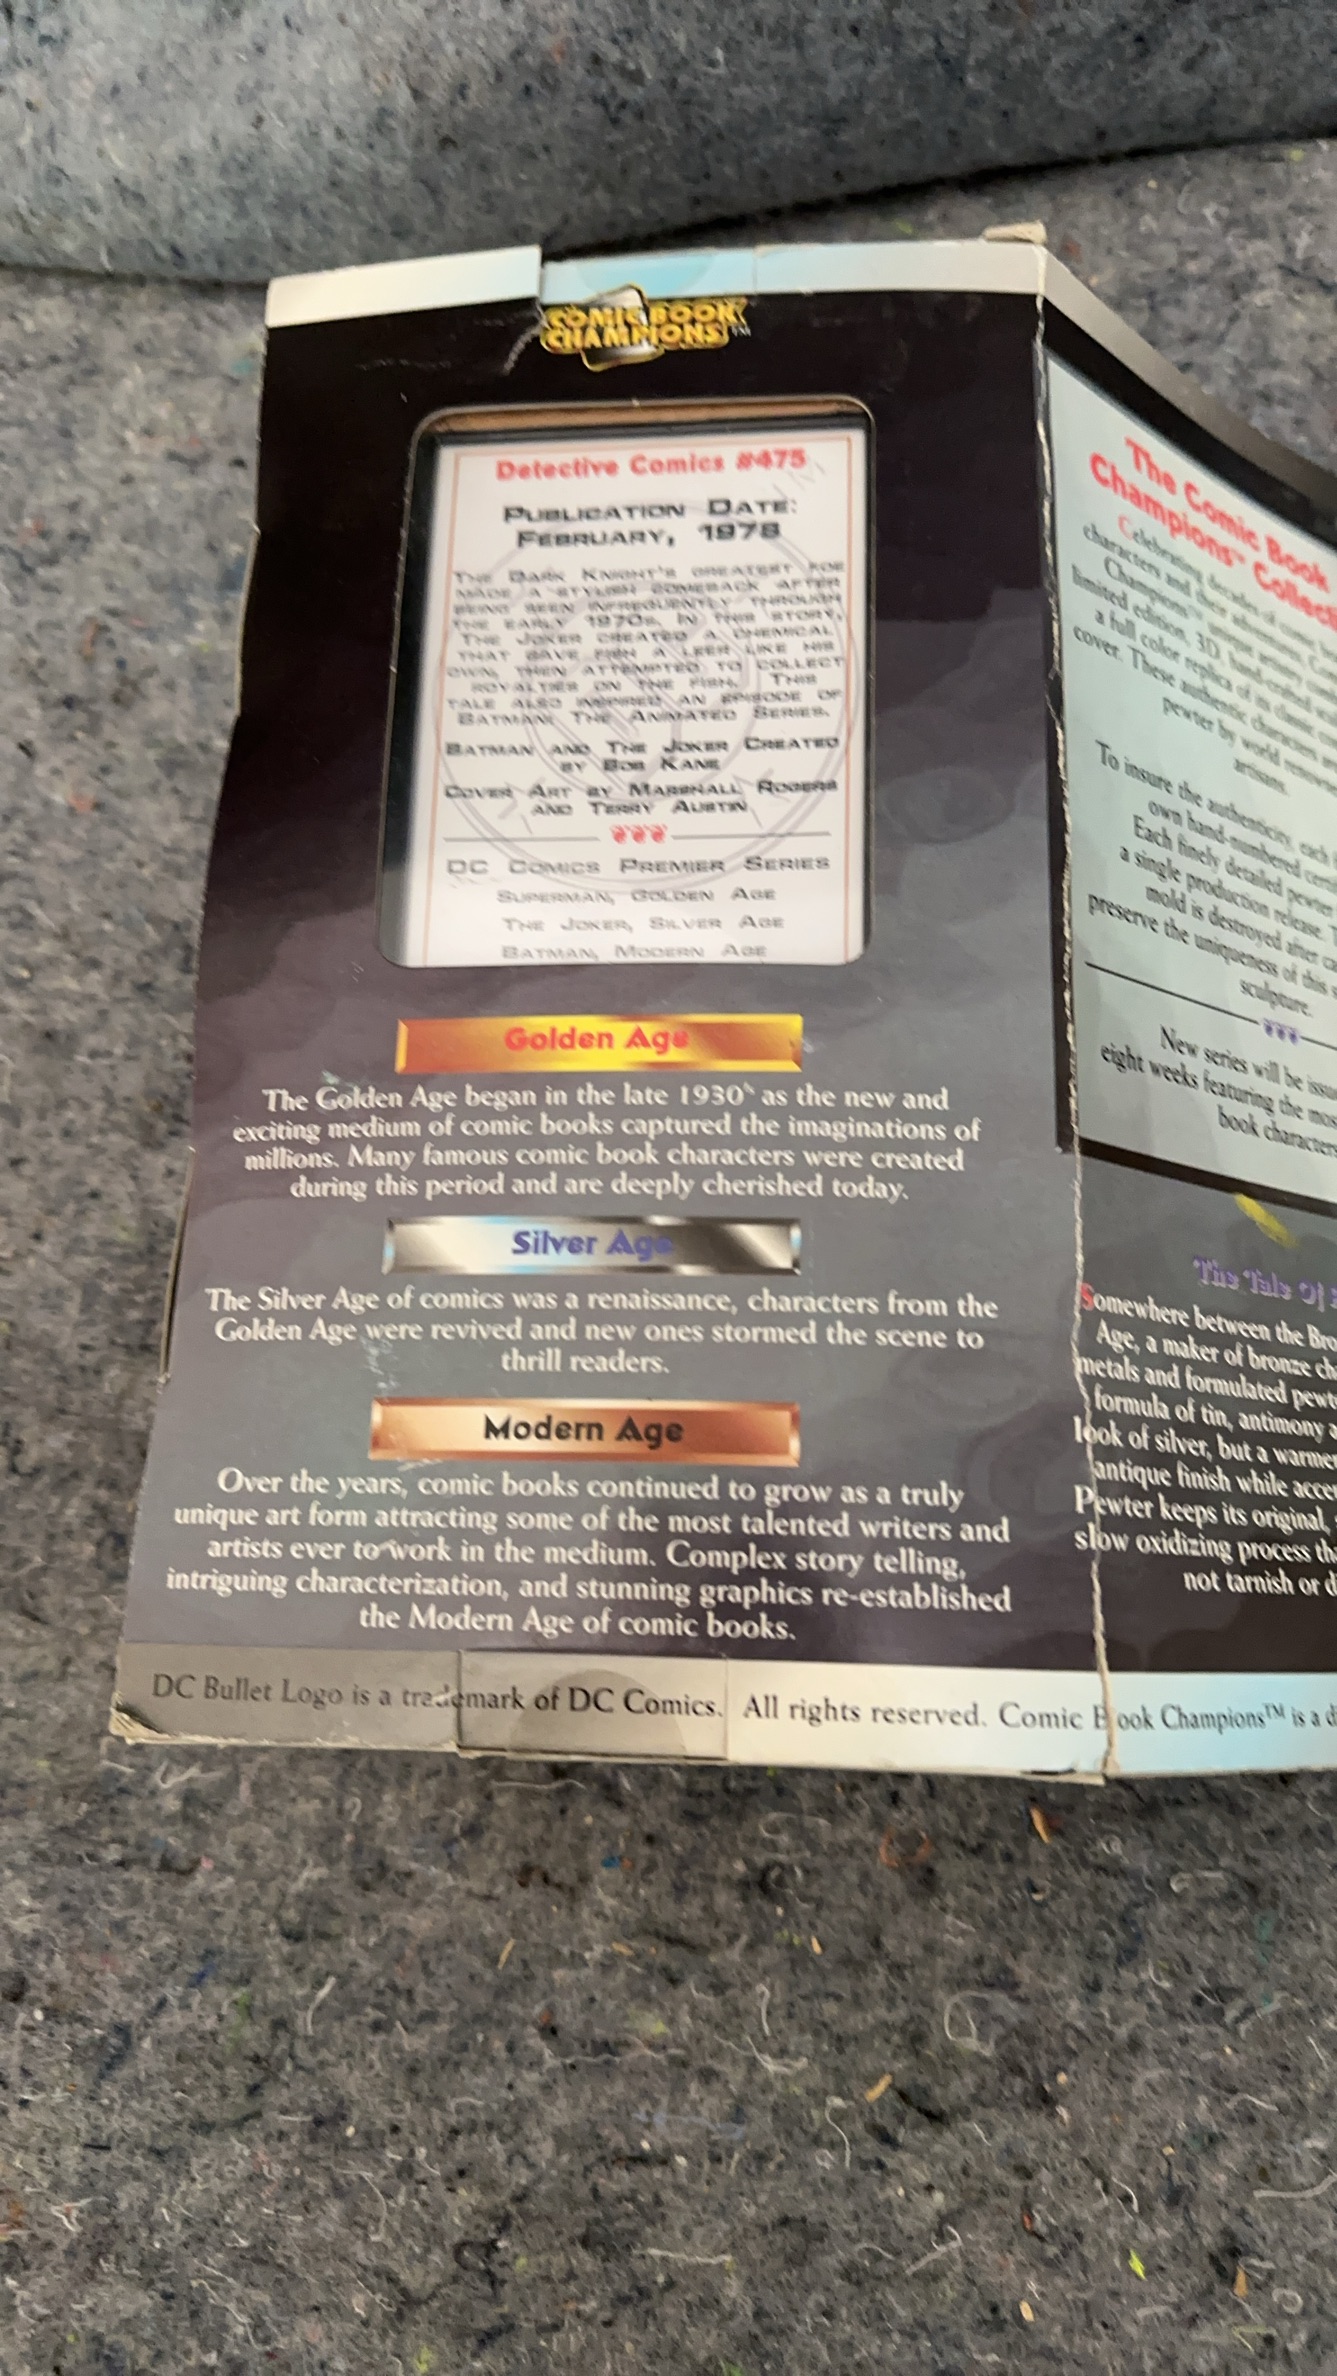 COMIC BOOK
CHAMPIONS™
Detective Comics #475
PUBLICATION DATE:
FEBRUARY, 1978
THE DARK KNIGHT'S GREATEST FOE
MADE A STYLISH COMEBACK AFTER
BEING SEEN INFREQUENTLY THROUGH
THE EARLY 1970s. IN THIS STORY,
THE JOKER CREATED A CHEMICAL
THAT GAVE FISH A LEER LIKE HIS
OWN, THEN ATTEMPTED TO COLLECT
ROYALTIES ON THE FISH. THIS
TALE ALSO INSPIRED AN EPISODE OF
BATMAN: THE ANIMATED SERIES.
BATMAN AND THE JOKER CREATED
BY BOB KANE
COVER ART BY MARSHALL ROGERS
AND TERRY AUSTIN
DC COMICS PREMIER SERIES
SUPERMAN, GOLDEN AGE
THE JOKER, SILVER AGE
BATMAN, MODERN AGE
Golden Age
The Golden Age began in the late 1930s as the new and
exciting medium of comic books captured the imaginations of
millions. Many famous comic book characters were created
during this period and are deeply cherished today.
Silver Age
The Silver Age of comics was a renaissance, characters from the
Golden Age were revived and new ones stormed the scene to
thrill readers.
Modern Age
Over the years, comic books continued to grow as a truly
unique art form attracting some of the most talented writers and
artists ever to work in the medium. Complex story telling,
intriguing characterization, and stunning graphics re-established
the Modern Age of comic books.
DC Bullet Logo is a trademark of DC Comics. All rights reserved. Comic Book Champions™ is a
The Comic Book
Champions™
Celebrating decades of comic
characters and their
Champions™ unique
limited edition, 3D, hand-crafted
a full color replica of its classic
cover. These authentic characters
pewter by world
artisans.
To insure the authenticity, each
own hand-numbered
Each finely detailed pewter
a single production release.
mold is destroyed after
preserve the uniqueness of this
sculpture.
New series will be
eight weeks featuring the
book characters
The Tale Of
Somewhere between the
Age, a maker of bronze
metals and formulated
formula of tin, antimony
look of silver, but a
antique finish while
Pewter keeps its original,
slow oxidizing process
not tarnish or